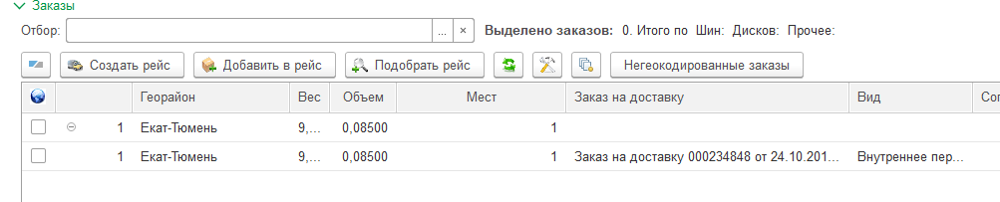 Заказы
Отбор: ... × Выделено заказов: 0. Итого по Шин: Дисков: Прочее:
Создать рейс Добавить в рейс Подобрать рейс Негеокодированные заказы
Георайон Вес Объем Мест Заказ на доставку Вид Сог
1 Екат-Тюмень 9,... 0,08500 1
1 Екат-Тюмень 9,... 0,08500 1 Заказ на доставку 000234848 от 24.10.201... Внутреннее пер...